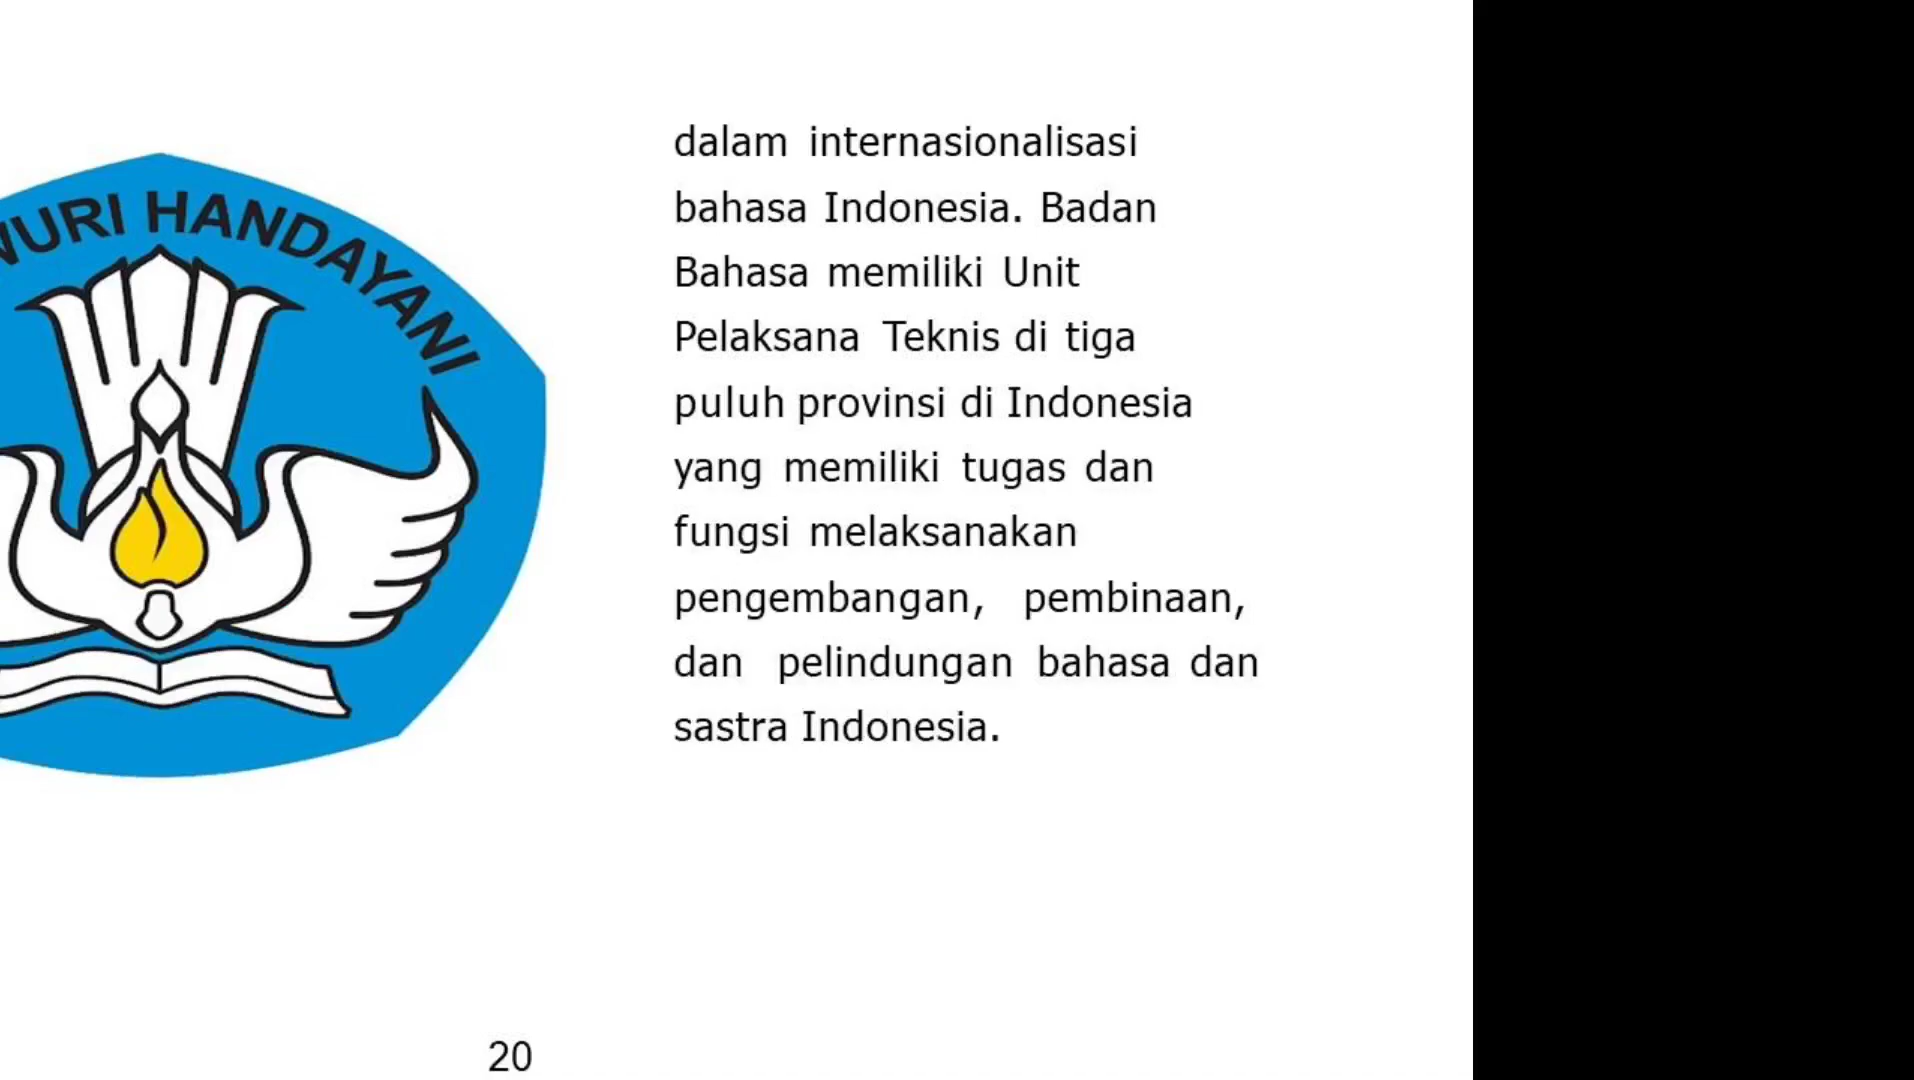 NURI HANDAYANI
dalam internasionalisasi
bahasa Indonesia. Badan
Bahasa memiliki Unit
Pelaksana Teknis di tiga
puluh provinsi di Indonesia
yang memiliki tugas dan
fungsi melaksanakan
pengembangan, pembinaan,
dan pelindungan bahasa dan
sastra Indonesia.
20